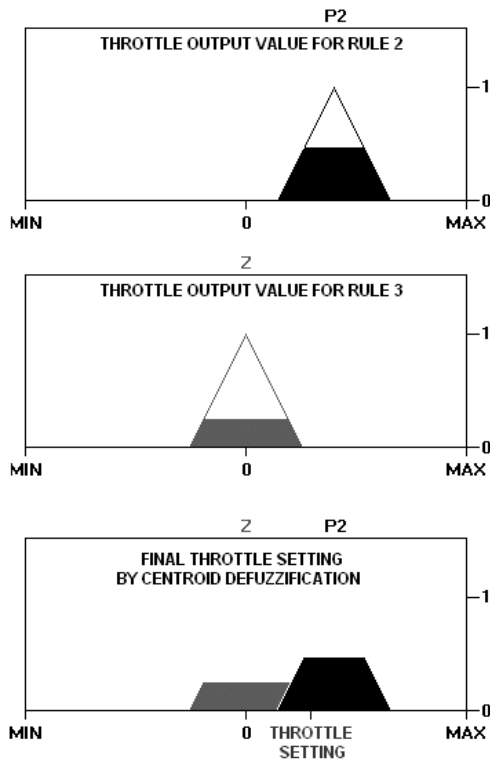 P2
THROTTLE OUTPUT VALUE FOR RULE 2
1
0
MIN 0 MAX
Z
THROTTLE OUTPUT VALUE FOR RULE 3
1
0
MIN 0 MAX
Z P2
FINAL THROTTLE SETTING
BY CENTROID DEFUZZIFICATION
1
0
MIN 0 THROTTLE MAX
SETTING